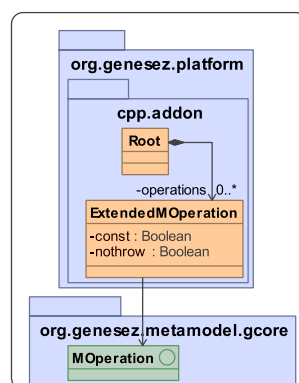 org.genesez.platform
cpp.addon
Root
-operations 0..*
ExtendedMOperation
-const : Boolean
-nothrow : Boolean
org.genesez.metamodel.gcore
MOperation